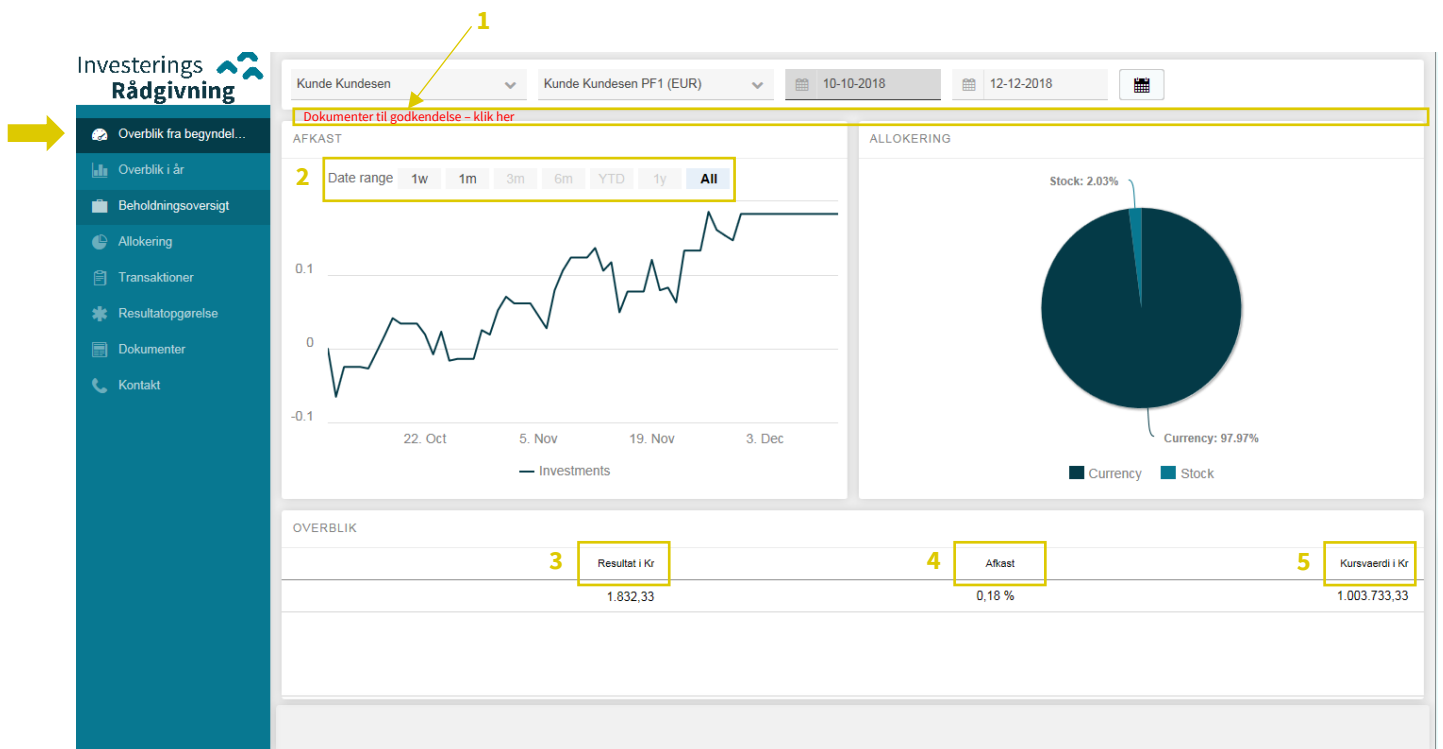 1
Investerings
Rådgivning
Kunde Kundesen
Kunde Kundesen PF1 (EUR)
10-10-2018
12-12-2018
Dokumenter til godkendelse – klik her
Overblik fra begyndel...
Overblik i år
Beholdningsoversigt
Allokering
Transaktioner
Resultatopgørelse
Dokumenter
Kontakt
AFKAST
2
Date range 1w 1m 3m 6m YTD 1y All
0.1
0
-0.1
22. Oct 5. Nov 19. Nov 3. Dec
Investments
ALLOKERING
Stock: 2.03%
Currency: 97.97%
Currency Stock
OVERBLIK
3 Resultat i Kr 4 Afkast 5 Kursvaerdi i Kr
1.832,33 0,18 % 1.003.733,33